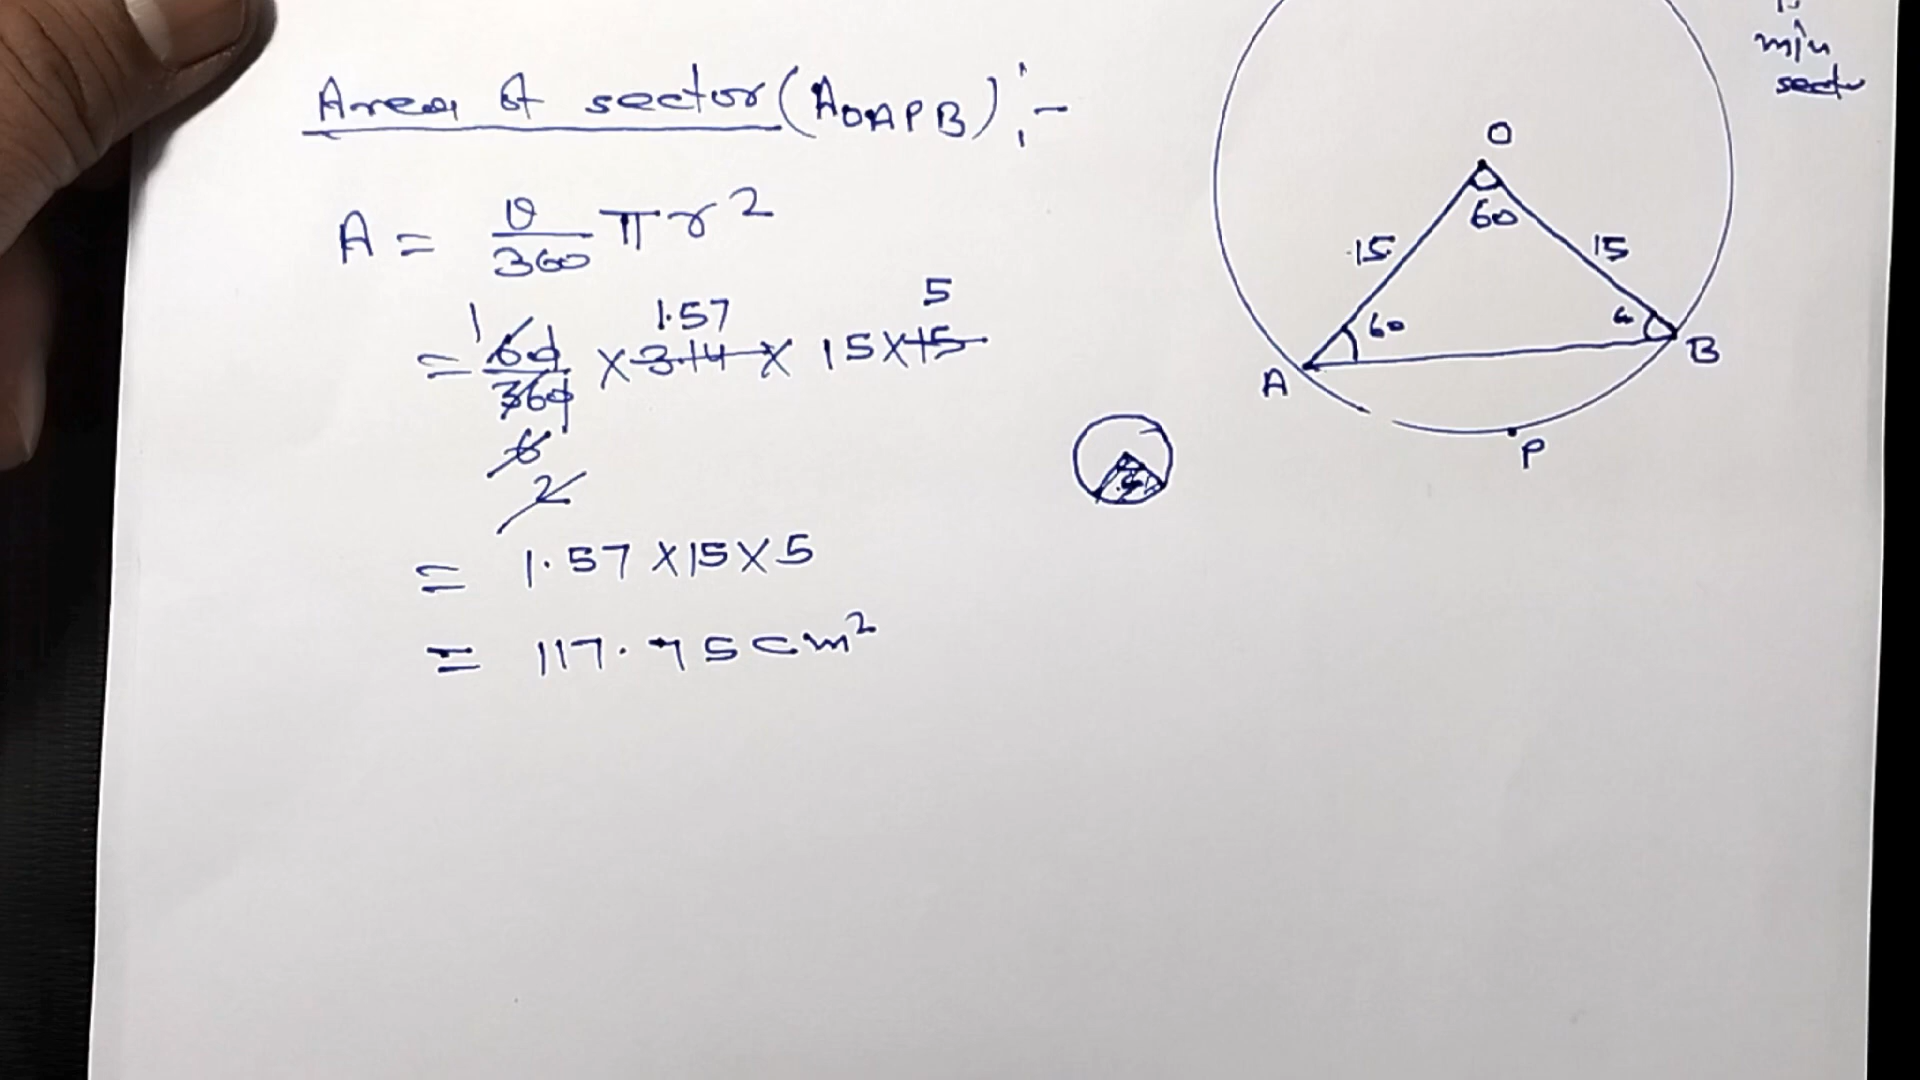 Area of sector (AOAPB) :-
A = θ/360 πr²
1 1.57 5
= 60/360 × 3.14 × 15 × 15
6
2
= 1.57 × 15 × 5
= 117.75 cm²
min
sector
O
60
15 15
60
A B
P